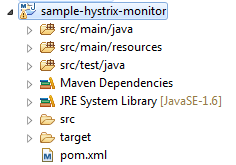 sample-hystrix-monitor
src/main/java
src/main/resources
src/test/java
Maven Dependencies
JRE System Library [JavaSE-1.6]
src
target
pom.xml